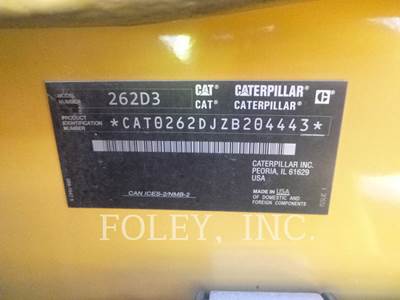 MODEL NUMBER 262D3 CAT® CATERPILLAR®
CAT® CATERPILLAR®
PRODUCT IDENTIFICATION NUMBER *CAT0262DJZB204443*
CATERPILLAR INC.
PEORIA, IL 61629
USA
MADE IN USA
OF DOMESTIC AND
FOREIGN COMPONENTS
CAN ICES-2/NMB-2
FOLEY, INC.